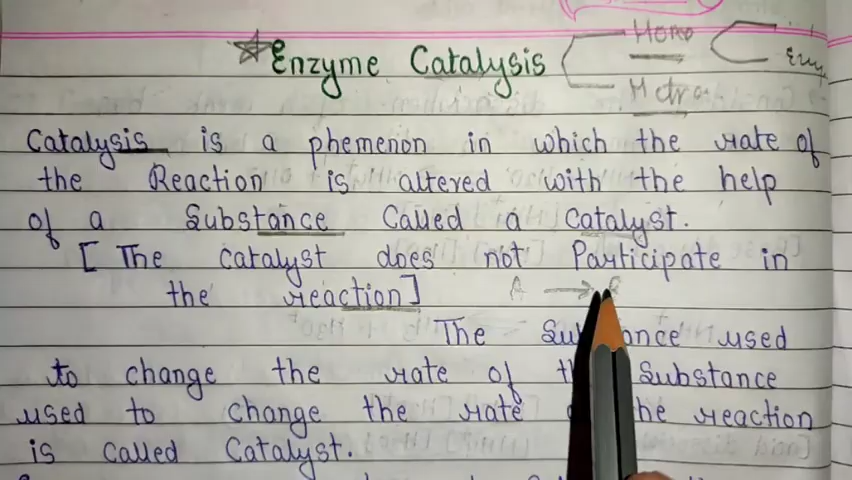 Enzyme Catalysis
Homo
Hetro
Catalysis is a phemenon in which the rate of
the Reaction is altered with the help
of a Substance Called a Catalyst.
[ The catalyst does not Participate in
the reaction] A →
The Substance used
to change the rate of the Substance
used to change the rate the reaction
is called Catalyst.